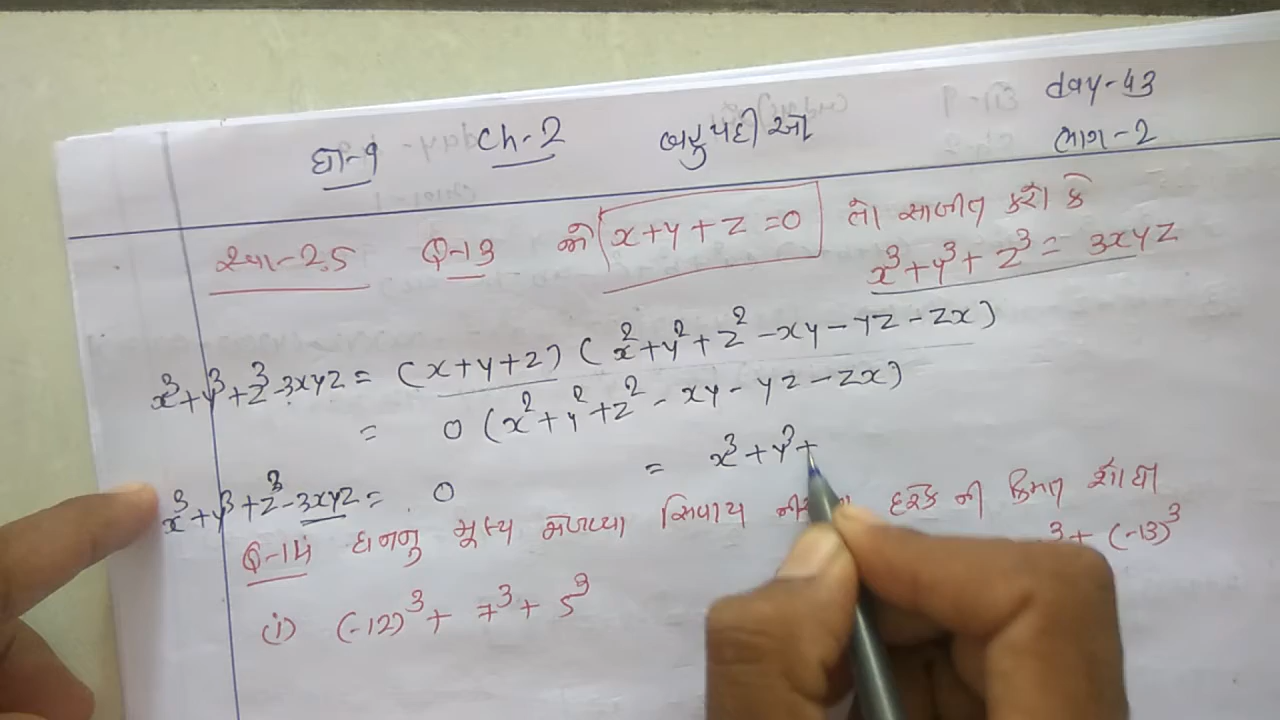 ધો-9 Ch-2 બહુપદીઓ day-43
ભાગ-2
સ્વા-2.5 Q-13 જો x+y+z=0 તો સાબીત કરો કે
x³+y³+z³= 3xyz
x³+y³+z³-3xyz = (x+y+z) (x²+y²+z²-xy-yz-zx)
= 0 (x²+y²+z²-xy-yz-zx)
x³+y³+z³-3xyz = 0 = x³+y³+
Q-14 ઘનનુ મૂલ્ય મેળવ્યા સિવાય દરેક ની કિંમત શોધો
(i) (-12)³+ 7³+ 5³ ³+ (-13)³